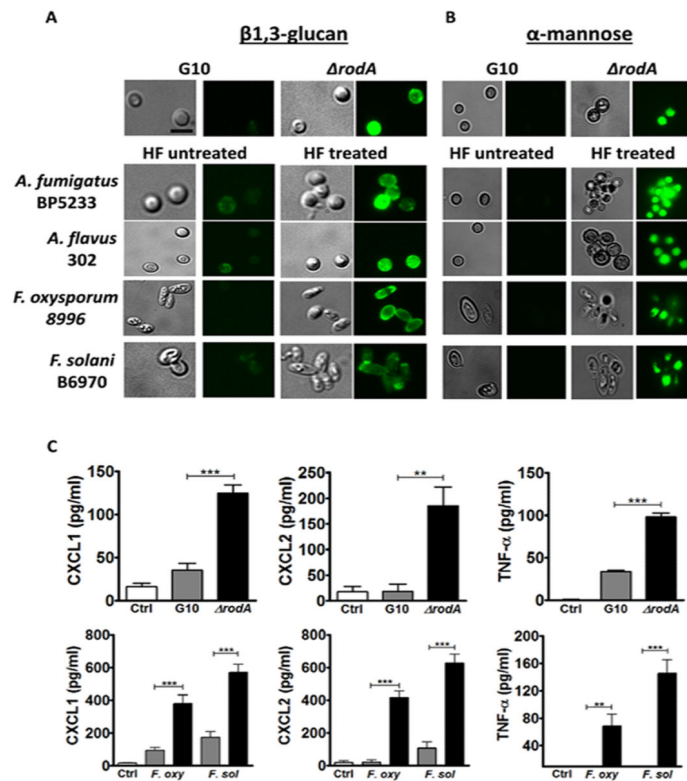 A
B
β1,3-glucan
α-mannose
G10
ΔrodA
G10
ΔrodA
HF untreated
HF treated
HF untreated
HF treated
A. fumigatus
BP5233
A. flavus
302
F. oxysporum
8996
F. solani
B6970
C
CXCL1 (pg/ml)
150
100
50
0
***
Ctrl
G10
ΔrodA
CXCL2 (pg/ml)
250
200
150
100
50
0
**
Ctrl
G10
ΔrodA
TNF-α (pg/ml)
150
100
50
0
***
Ctrl
G10
ΔrodA
CXCL1 (pg/ml)
800
600
400
200
0
***
***
Ctrl
F. oxy
F. sol
CXCL2 (pg/ml)
800
600
400
200
0
***
***
Ctrl
F. oxy
F. sol
TNF-α (pg/ml)
200
150
100
50
0
**
***
Ctrl
F. oxy
F. sol